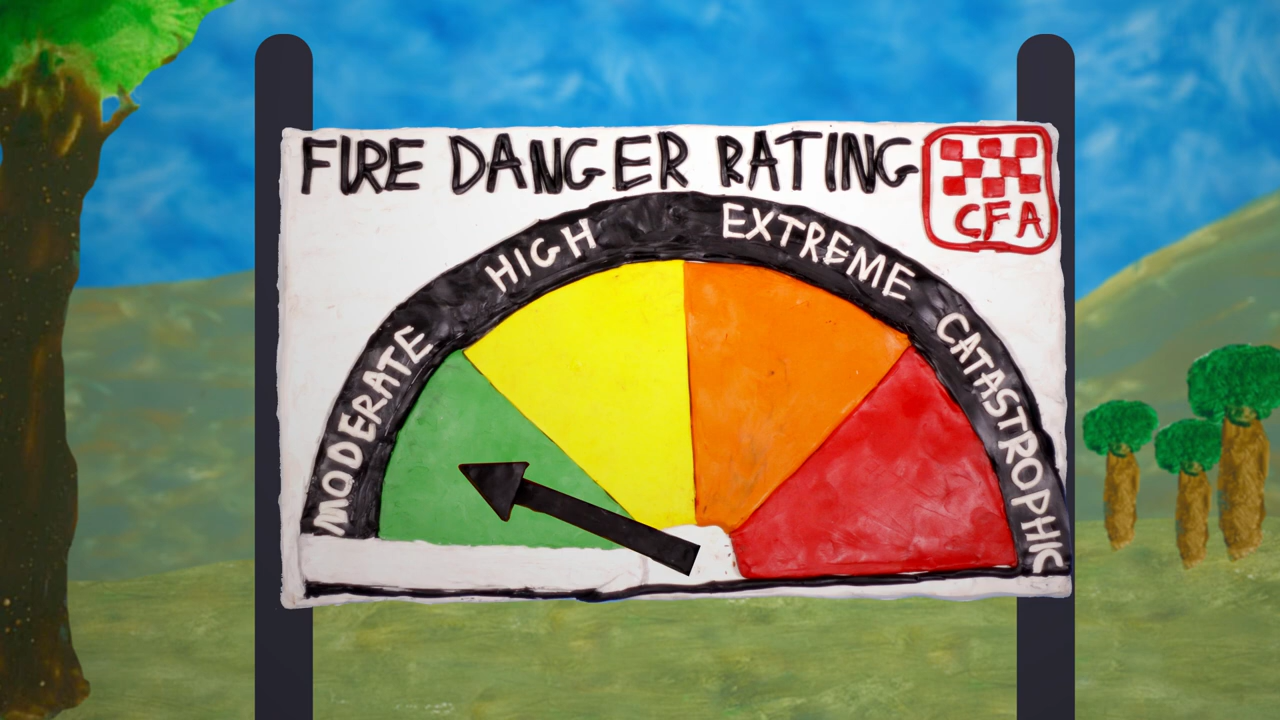 FIRE DANGER RATING
CFA
MODERATE
HIGH
EXTREME
CATASTROPHIC